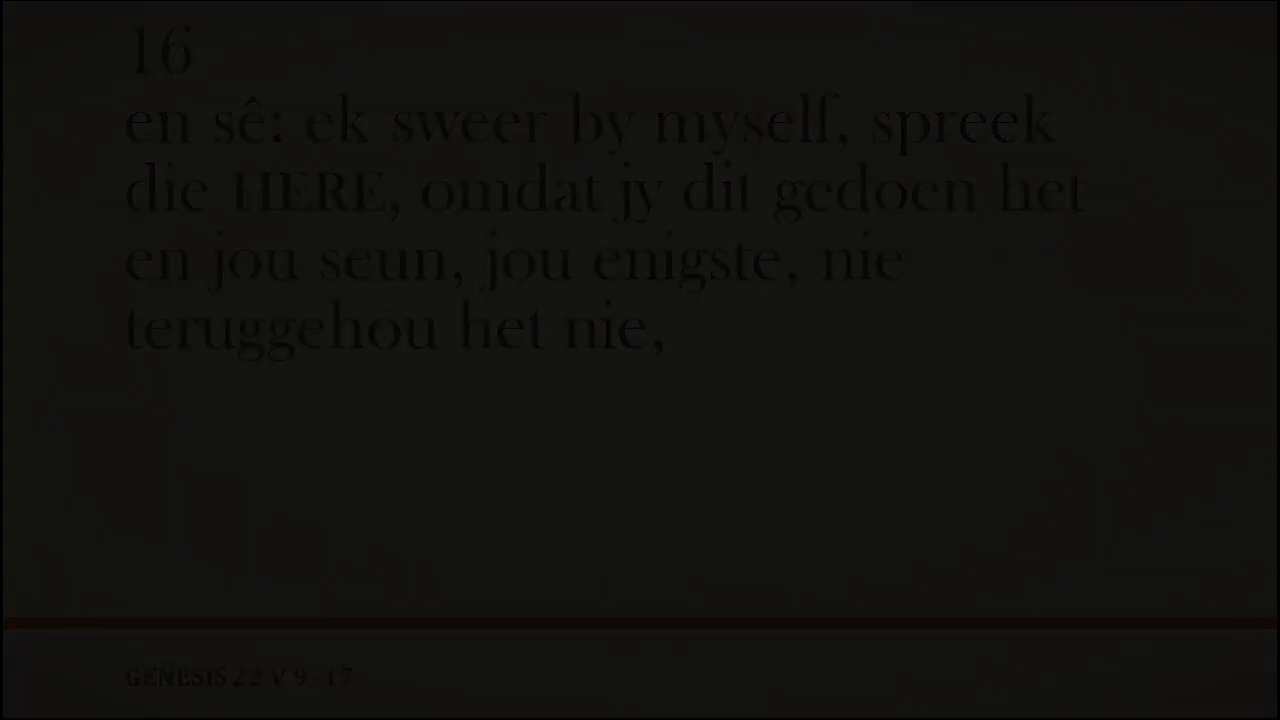 16
en sê: ek sweer by myself, spreek
die HERE, omdat jy dit gedoen het
en jou seun, jou enigste, nie
teruggehou het nie,
GENESIS 22 V 9-17